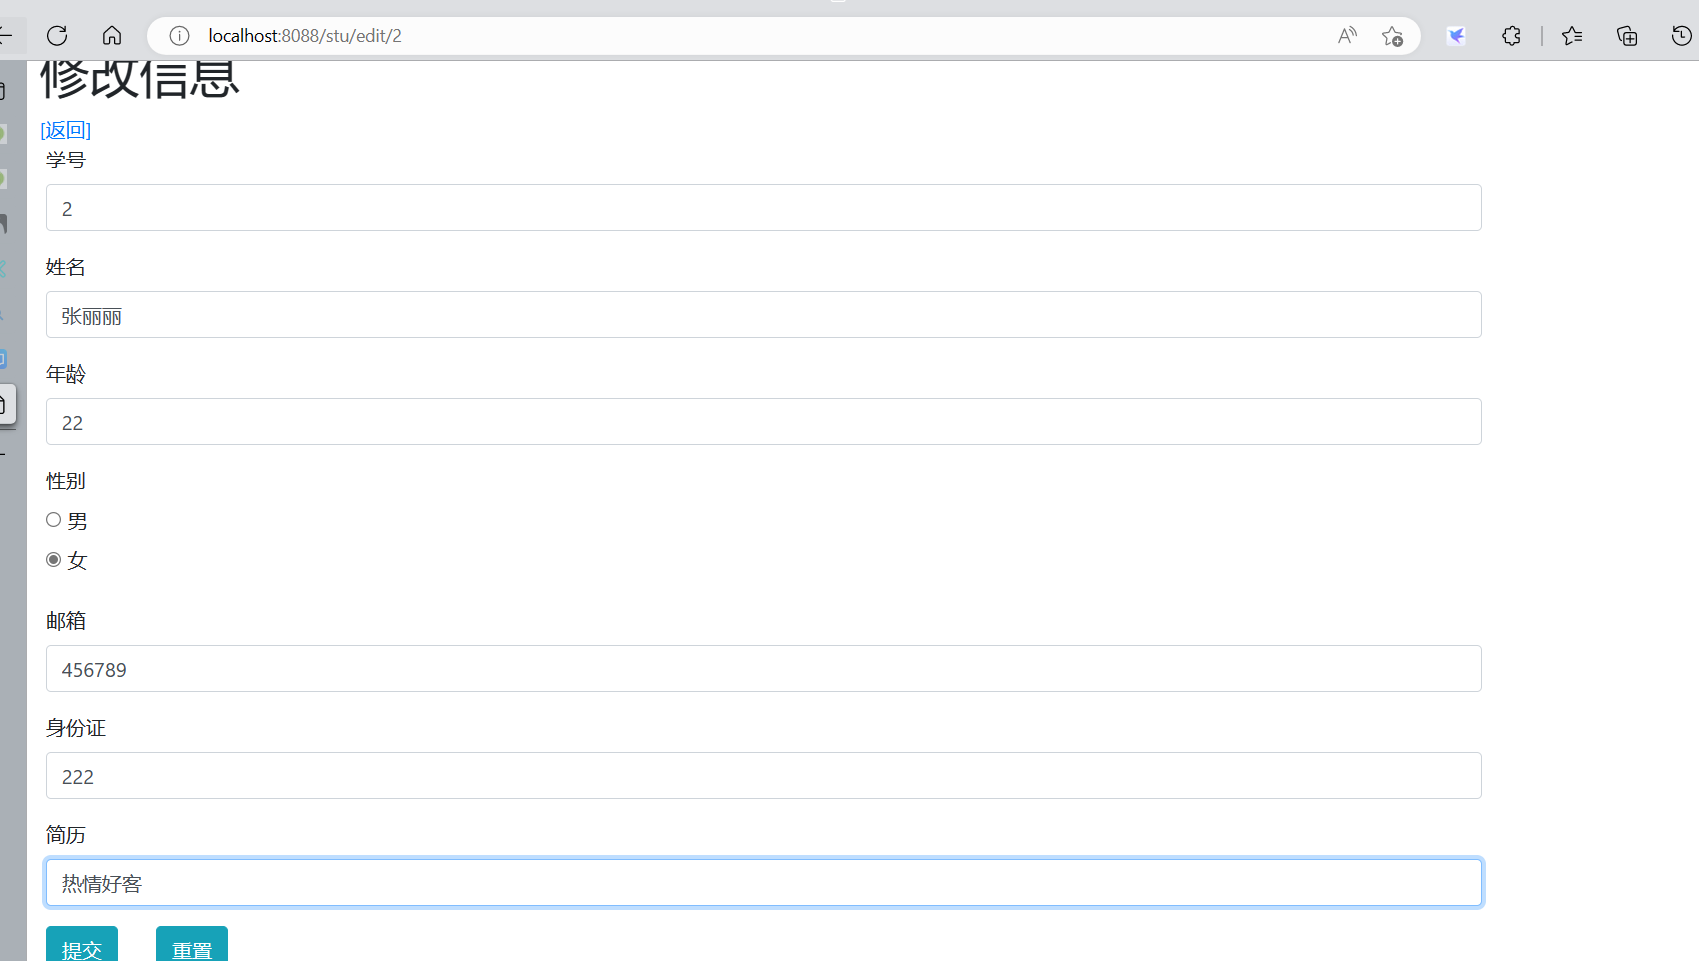 localhost:8088/stu/edit/2
修改信息
[返回]
学号
2
姓名
张丽丽
年龄
22
性别
男
女
邮箱
456789
身份证
222
简历
热情好客
提交 重置